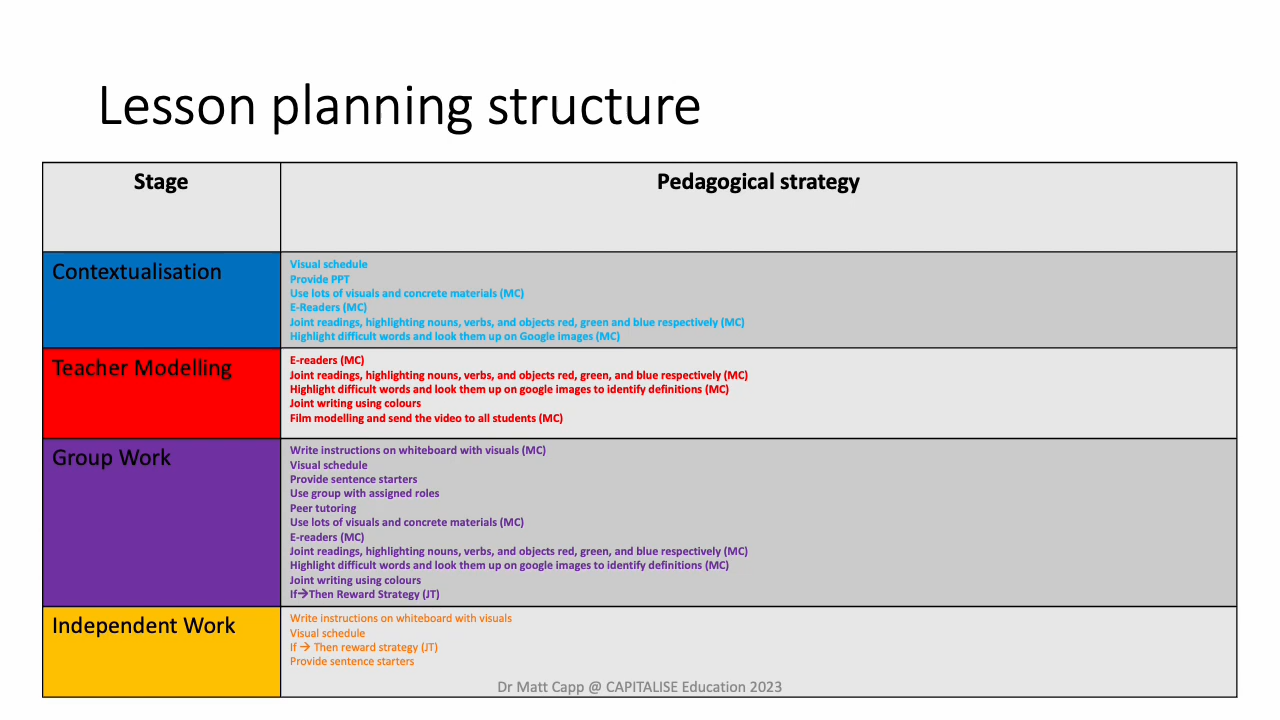 Lesson planning structure
Stage
Pedagogical strategy
Contextualisation
Visual schedule
Provide PPT
Use lots of visuals and concrete materials (MC)
E-Readers (MC)
Joint readings, highlighting nouns, verbs, and objects red, green and blue respectively (MC)
Highlight difficult words and look them up on Google images (MC)
Teacher Modelling
E-readers (MC)
Joint readings, highlighting nouns, verbs, and objects red, green, and blue respectively (MC)
Highlight difficult words and look them up on google images to identify definitions (MC)
Joint writing using colours
Film modelling and send the video to all students (MC)
Group Work
Write instructions on whiteboard with visuals (MC)
Visual schedule
Provide sentence starters
Use group with assigned roles
Peer tutoring
Use lots of visuals and concrete materials (MC)
E-readers (MC)
Joint readings, highlighting nouns, verbs, and objects red, green, and blue respectively (MC)
Highlight difficult words and look them up on google images to identify definitions (MC)
Joint writing using colours
If→Then Reward Strategy (JT)
Independent Work
Write instructions on whiteboard with visuals
Visual schedule
If → Then reward strategy (JT)
Provide sentence starters
Dr Matt Capp @ CAPITALISE Education 2023